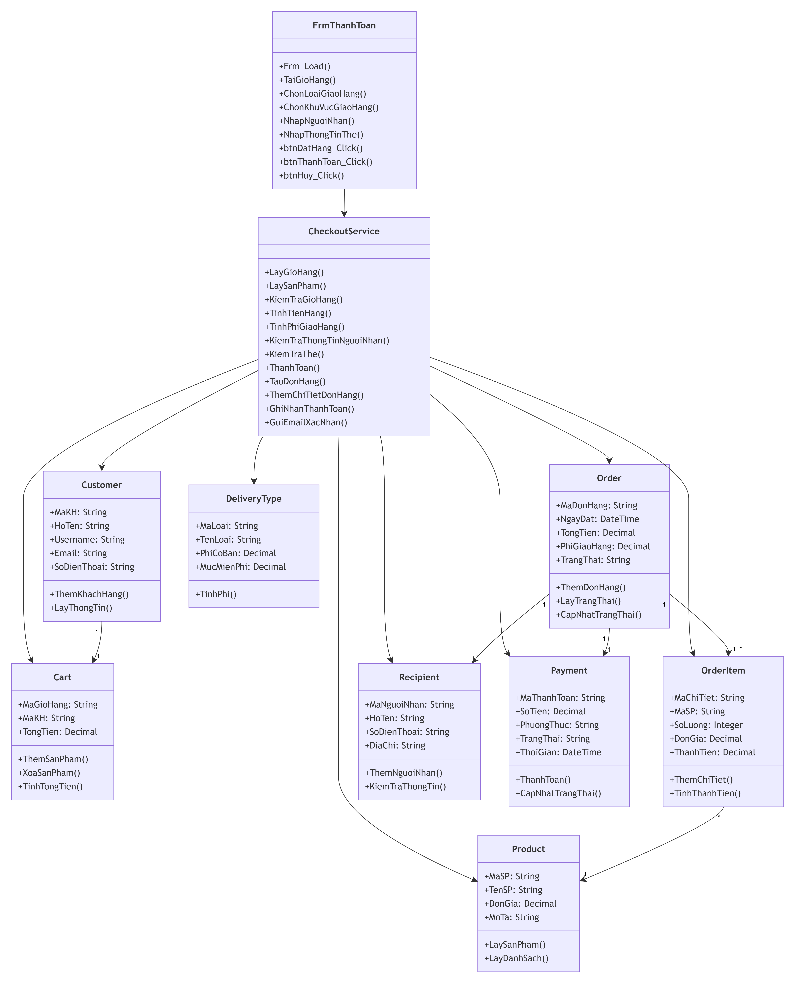 FrmThanhToan
+Frm_Load()
+TaiGioHang()
+ChonLoaiGiaoHang()
+ChonKhuVucGiaoHang()
+NhapNguoiNhan()
+NhapThongTinThe()
+btnDatHang_Click()
+btnThanhToan_Click()
+btnHuy_Click()
CheckoutService
+LayGioHang()
+LaySanPham()
+KiemTraGioHang()
+TinhTienHang()
+TinhPhiGiaoHang()
+KiemTraThongTinNguoiNhan()
+KiemTraThe()
+ThanhToan()
+TaoDonHang()
+ThemChiTietDonHang()
+GhiNhanThanhToan()
+GuiEmailXacNhan()
Customer
+MaKH: String
+HoTen: String
+Username: String
+Email: String
+SoDienThoai: String
+ThemKhachHang()
+LayThongTin()
DeliveryType
+MaLoai: String
+TenLoai: String
+PhiCoBan: Decimal
+MucMienPhi: Decimal
+TinhPhi()
Order
+MaDonHang: String
+NgayDat: DateTime
+TongTien: Decimal
+PhiGiaoHang: Decimal
+TrangThai: String
+ThemDonHang()
+LayTrangThai()
+CapNhatTrangThai()
1
1
1
1
1..*
Cart
+MaGioHang: String
+MaKH: String
+TongTien: Decimal
+ThemSanPham()
+XoaSanPham()
+TinhTongTien()
Recipient
+MaNguoiNhan: String
+HoTen: String
+SoDienThoai: String
+DiaChi: String
+ThemNguoiNhan()
+KiemTraThongTin()
Payment
+MaThanhToan: String
+SoTien: Decimal
+PhuongThuc: String
+TrangThai: String
+ThoiGian: DateTime
+ThanhToan()
+CapNhatTrangThai()
OrderItem
+MaChiTiet: String
+MaSP: String
+SoLuong: Integer
+DonGia: Decimal
+ThanhTien: Decimal
+ThemChiTiet()
+TinhThanhTien()
*
Product
+MaSP: String
+TenSP: String
+DonGia: Decimal
+MoTa: String
+LaySanPham()
+LayDanhSach()